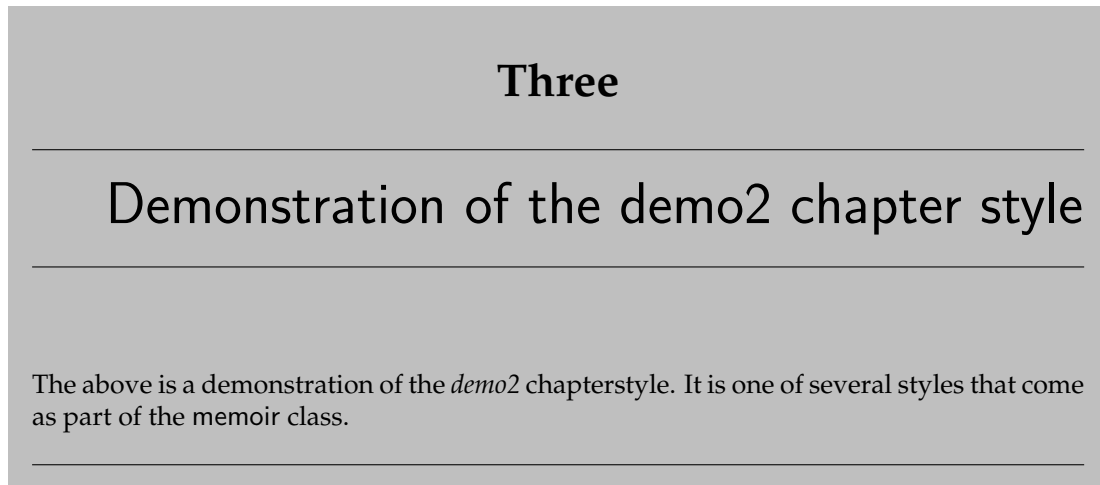 Three
Demonstration of the demo2 chapter style
The above is a demonstration of the demo2 chapterstyle. It is one of several styles that come
as part of the memoir class.